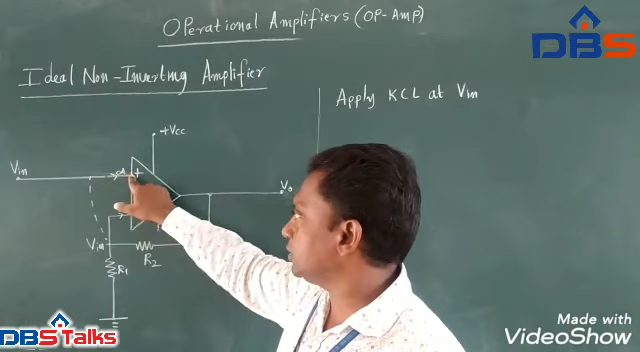 Operational Amplifiers (OP-AMP)
DBS
Ideal Non-Inverting Amplifier
Apply KCL at Vin
+Vcc
Vin
+
Vo
Vin
R2
R1
DBS Talks
Made with
VideoShow